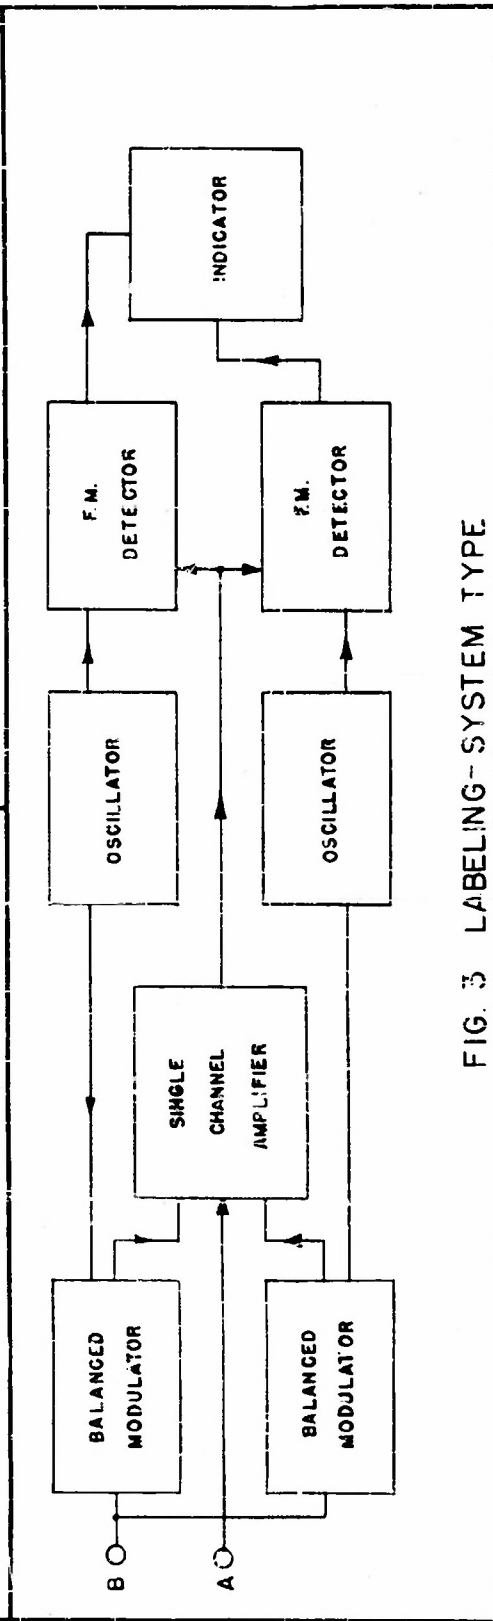 B
BALANCED
MODULATOR
OSCILLATOR
F.M.
DETECTOR
INDICATOR
A
SINGLE
CHANNEL
AMPLIFIER
BALANCED
MODULATOR
OSCILLATOR
F.M.
DETECTOR
FIG. 3 LABELING-SYSTEM TYPE